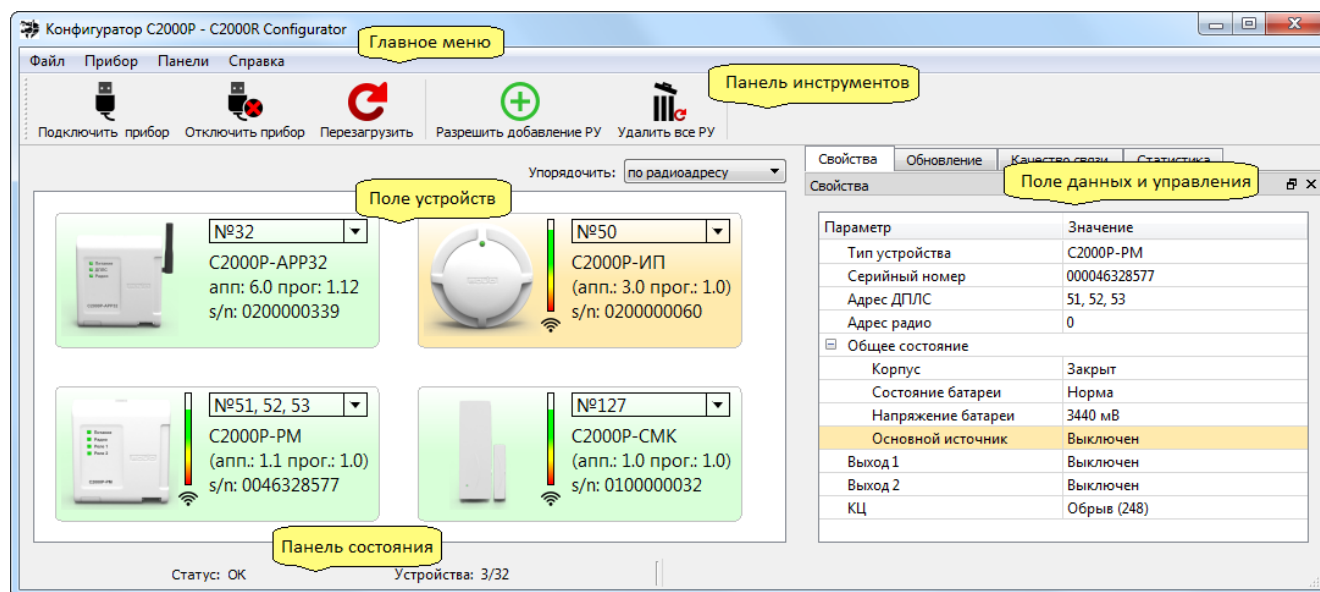 Конфигуратор С2000Р - C2000R Configurator
Главное меню
Файл Прибор Панели Справка
Панель инструментов
Подключить прибор Отключить прибор Перезагрузить Разрешить добавление РУ Удалить все РУ
Упорядочить: по радиоадресу
Свойства Обновление Качество связи Статистика
Свойства
Поле данных и управления
Поле устройств
№32
С2000Р-АРР32
апп: 6.0 прог: 1.12
s/n: 0200000339
№50
С2000Р-ИП
(апп.: 3.0 прог.: 1.0)
s/n: 0200000060
№51, 52, 53
С2000Р-РМ
(апп.: 1.1 прог.: 1.0)
s/n: 0046328577
№127
С2000Р-СМК
(апп.: 1.0 прог.: 1.0)
s/n: 0100000032
Параметр Значение
Тип устройства С2000Р-РМ
Серийный номер 000046328577
Адрес ДПЛС 51, 52, 53
Адрес радио 0
Общее состояние
Корпус Закрыт
Состояние батареи Норма
Напряжение батареи 3440 мВ
Основной источник Выключен
Выход 1 Выключен
Выход 2 Выключен
КЦ Обрыв (248)
Панель состояния
Статус: ОК Устройства: 3/32